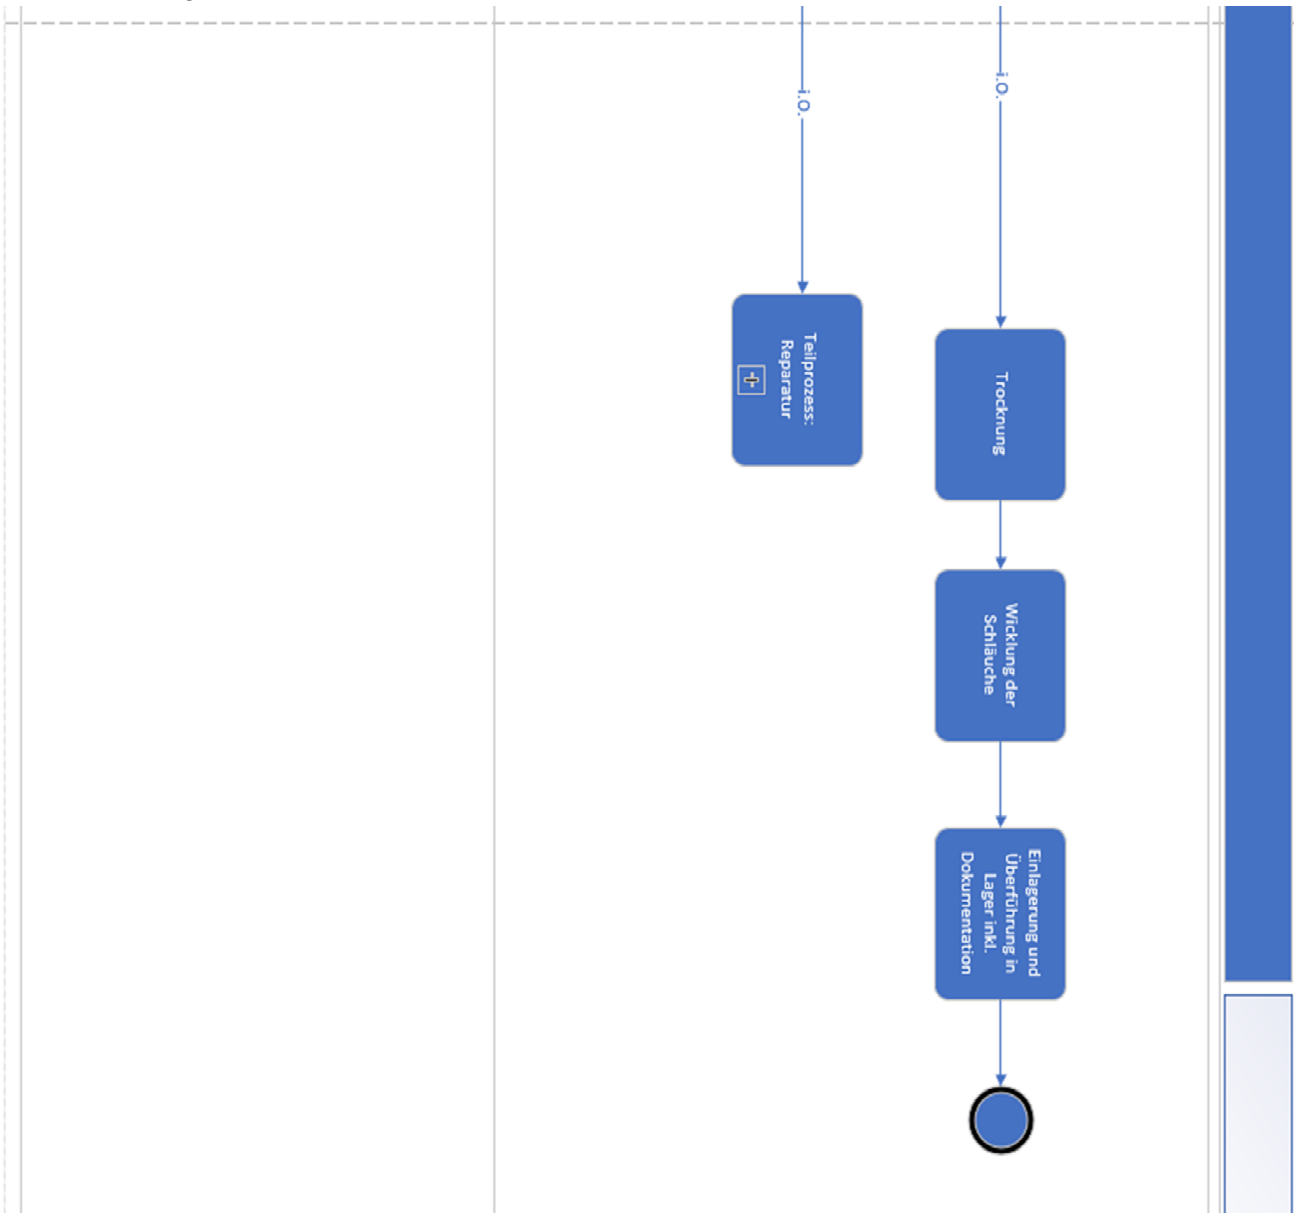 i.O.
i.O.
Teilprozess:
Reparatur
Trocknung
Wicklung der
Schläuche
Einlagerung und
Überführung in
Lager inkl.
Dokumentation